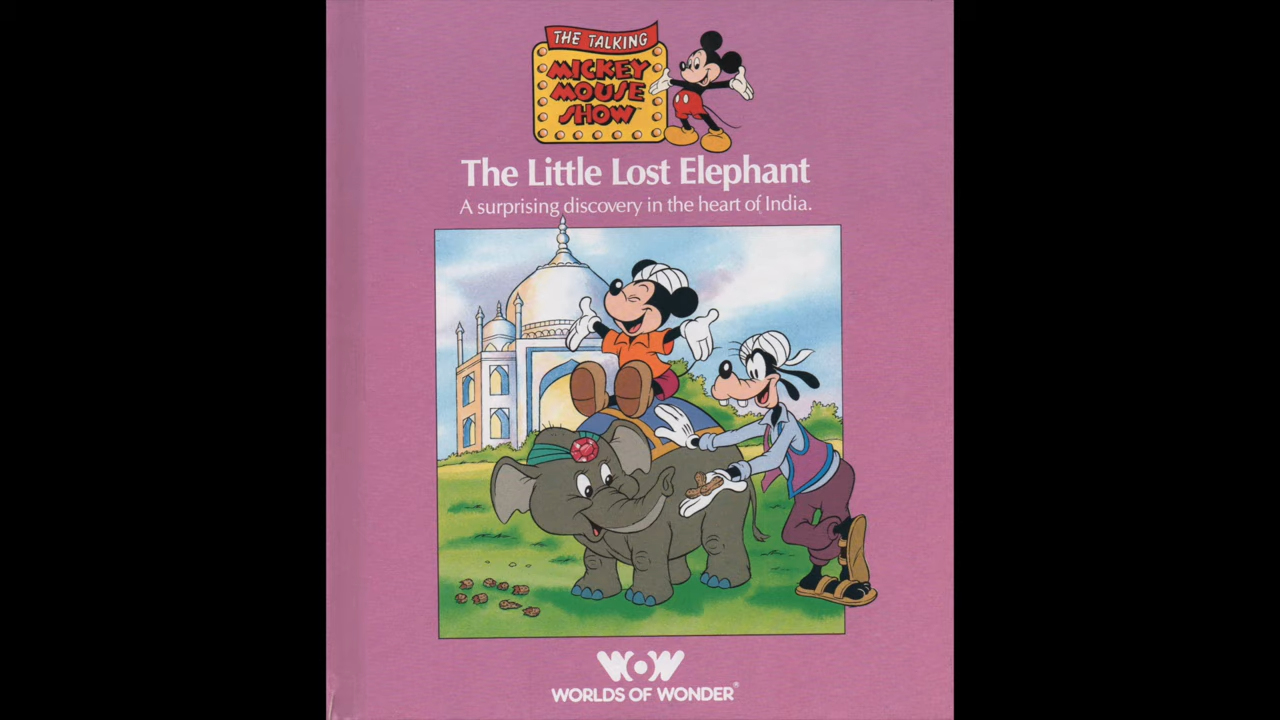 THE TALKING
MICKEY
MOUSE
SHOW™
The Little Lost Elephant
A surprising discovery in the heart of India.
WOW
WORLDS OF WONDER®